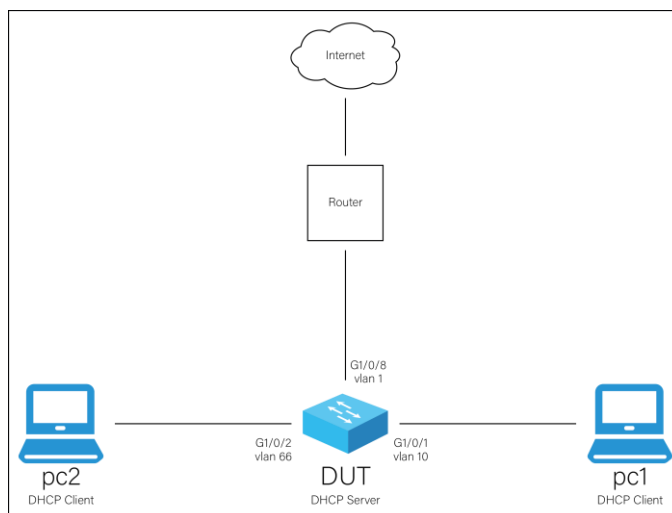 Internet
Router
G1/0/8
vlan 1
G1/0/2
vlan 66
G1/0/1
vlan 10
pc2
DHCP Client
DUT
DHCP Server
pc1
DHCP Client